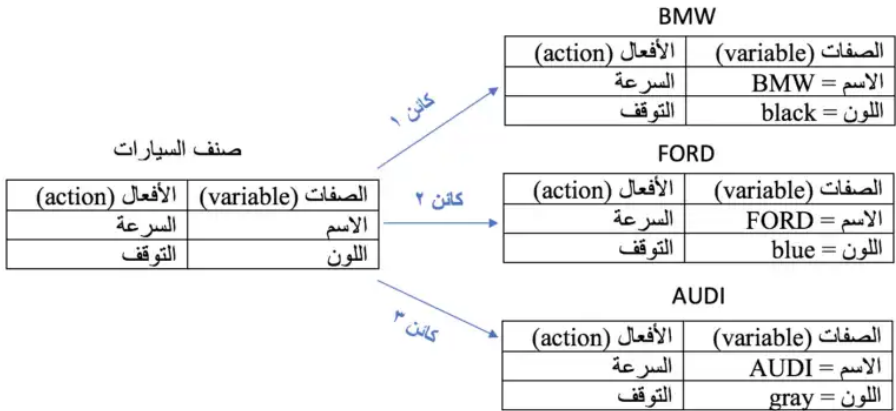 صنف السيارات
الصفات (variable) الأفعال (action)
الاسم السرعة
اللون التوقف
كائن ١
كائن ٢
كائن ٣
BMW
الصفات (variable) الأفعال (action)
الاسم = BMW السرعة
اللون = black التوقف
FORD
الصفات (variable) الأفعال (action)
الاسم = FORD السرعة
اللون = blue التوقف
AUDI
الصفات (variable) الأفعال (action)
الاسم = AUDI السرعة
اللون = gray التوقف